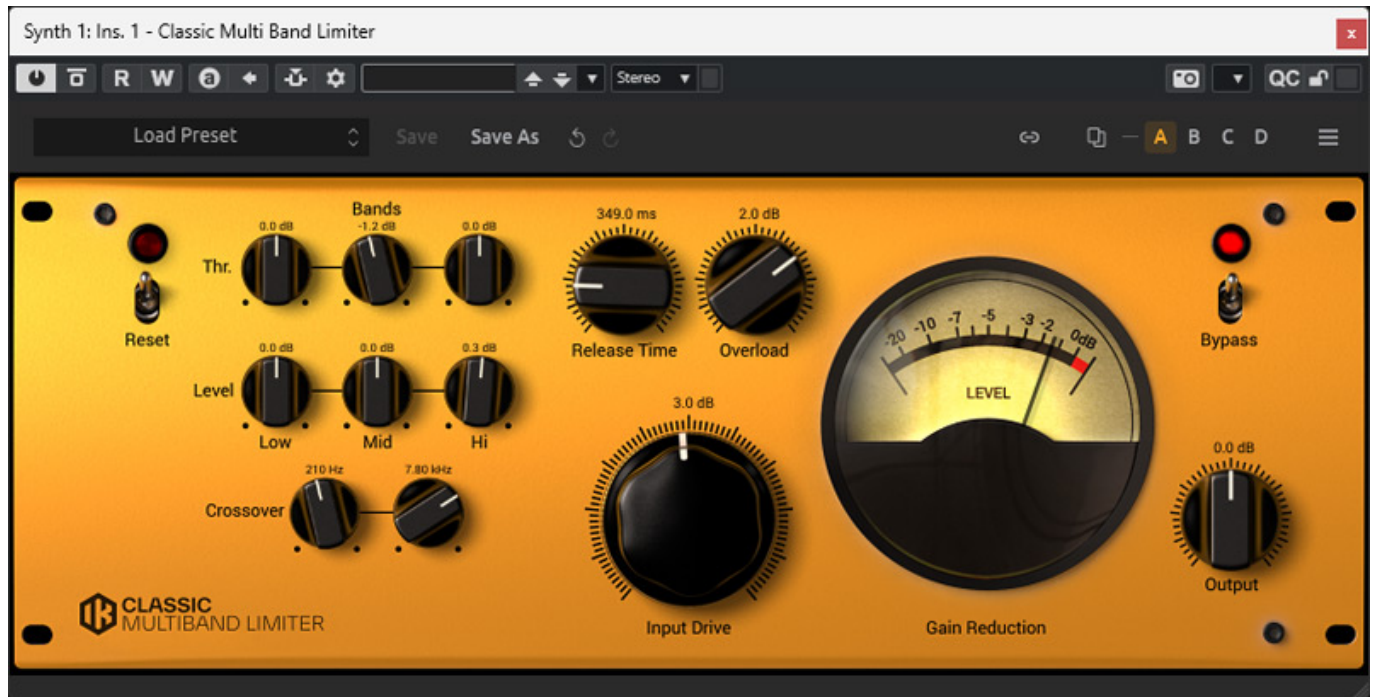 Synth 1: Ins. 1 - Classic Multi Band Limiter
x
R W a Stereo QC
Load Preset Save Save As A B C D
Bands
0.0 dB -1.2 dB 0.0 dB
Thr.
349.0 ms 2.0 dB
Reset
Release Time Overload
Bypass
-20 -10 -7 -5 -3 -2 0dB
LEVEL
0.0 dB 0.0 dB 0.3 dB
Level
Low Mid Hi
3.0 dB
210 Hz 7.80 kHz
Crossover
0.0 dB
Output
IK CLASSIC
MULTIBAND LIMITER
Input Drive
Gain Reduction